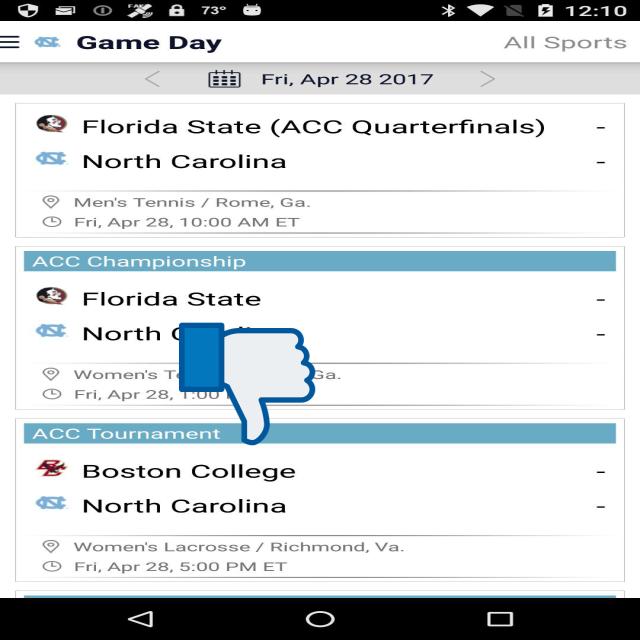 73° 12:10
Game Day All Sports
Fri, Apr 28 2017
Florida State (ACC Quarterfinals) -
North Carolina -
Men's Tennis / Rome, Ga.
Fri, Apr 28, 10:00 AM ET
ACC Championship
Florida State -
North -
Women's Ga.
Fri, Apr 28, 1:00
ACC Tournament
Boston College -
North Carolina -
Women's Lacrosse / Richmond, Va.
Fri, Apr 28, 5:00 PM ET